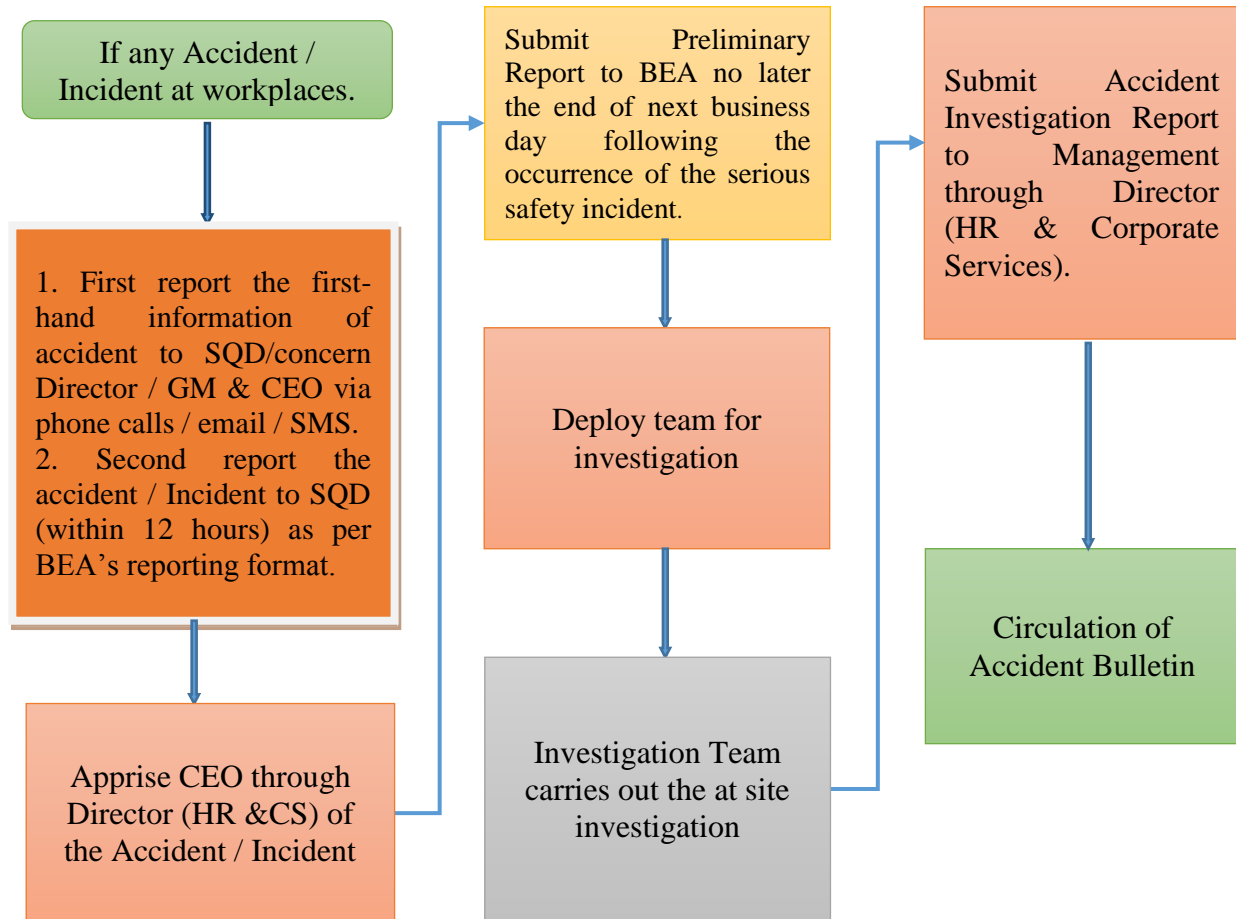 If any Accident /
Incident at workplaces.
1. First report the first-
hand information of
accident to SQD/concern
Director / GM & CEO via
phone calls / email / SMS.
2. Second report the
accident / Incident to SQD
(within 12 hours) as per
BEA’s reporting format.
Apprise CEO through
Director (HR &CS) of
the Accident / Incident
Submit Preliminary
Report to BEA no later
the end of next business
day following the
occurrence of the serious
safety incident.
Deploy team for
investigation
Investigation Team
carries out the at site
investigation
Submit Accident
Investigation Report
to Management
through Director
(HR & Corporate
Services).
Circulation of
Accident Bulletin